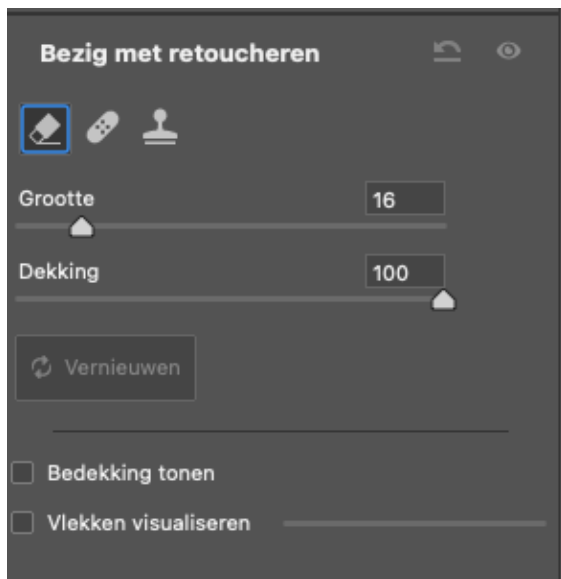 Bezig met retoucheren
Grootte 16
Dekking 100
Vernieuwen
Bedekking tonen
Vlekken visualiseren